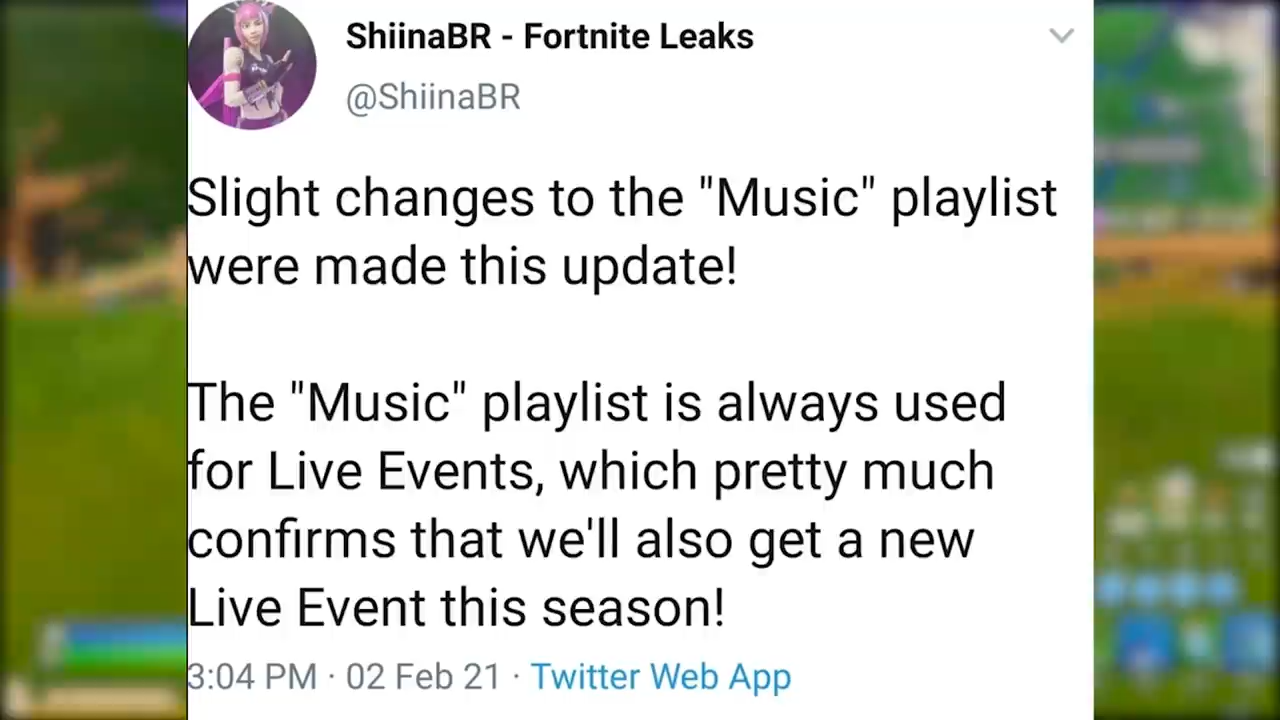 ShiinaBR - Fortnite Leaks
@ShiinaBR
Slight changes to the "Music" playlist
were made this update!
The "Music" playlist is always used
for Live Events, which pretty much
confirms that we'll also get a new
Live Event this season!
3:04 PM · 02 Feb 21 · Twitter Web App